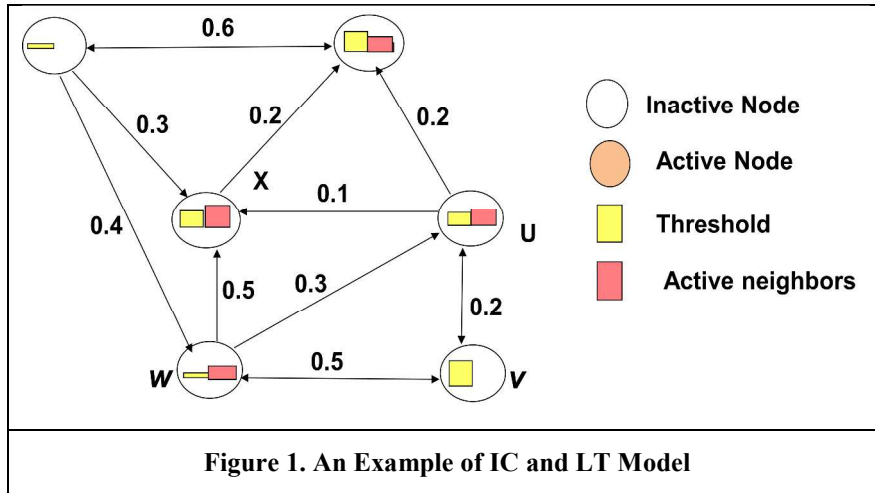 0.6
0.3
0.2
0.2
X
Inactive Node
Active Node
0.4
0.1
U
Threshold
0.5
0.3
Active neighbors
0.2
W
0.5
V
Figure 1. An Example of IC and LT Model